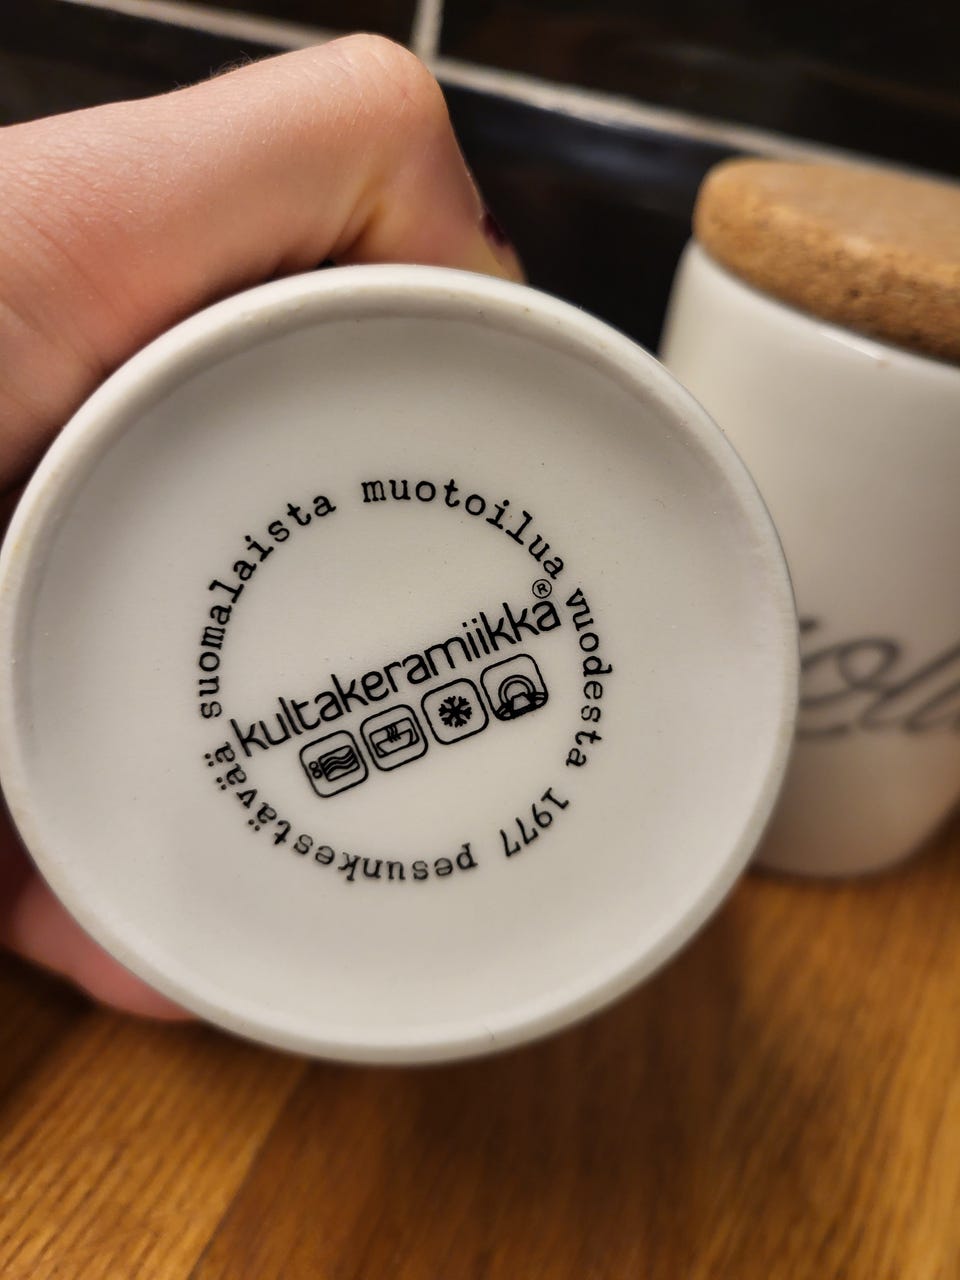 suomalaista muotoilua vuodesta 1977 pesunkestävää
kultakeramiikka®